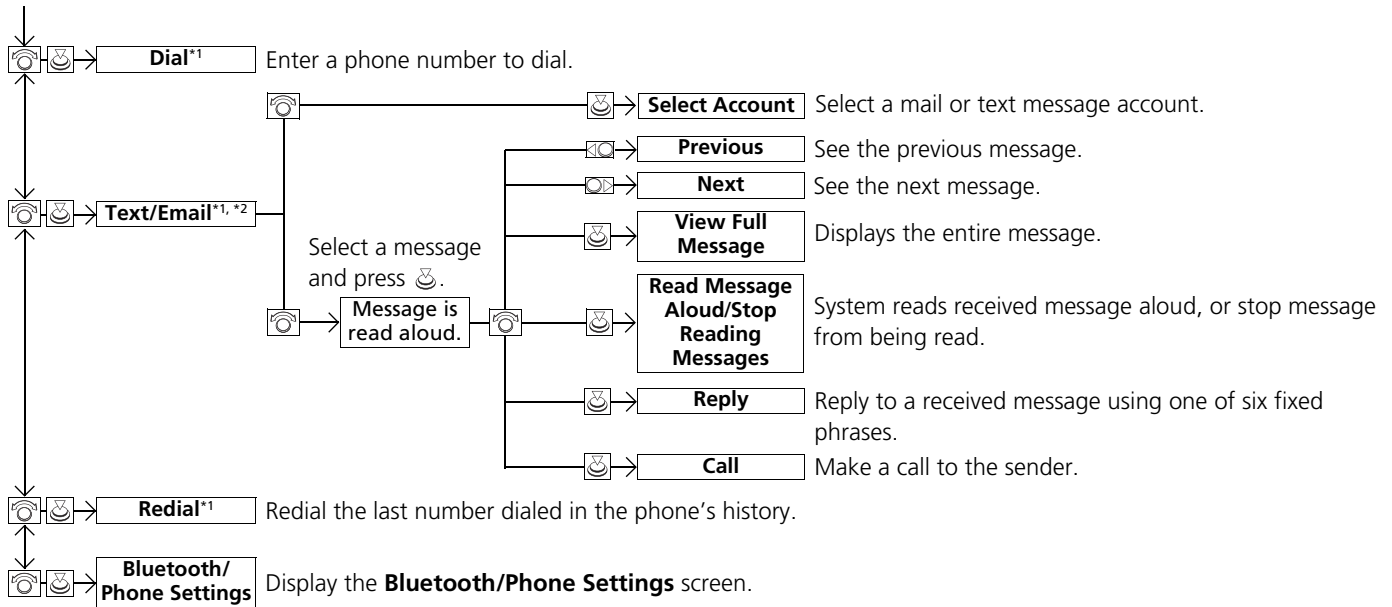 Dial*1
Enter a phone number to dial.
Select Account
Select a mail or text message account.
Previous
See the previous message.
Next
See the next message.
Text/Email*1, *2
View Full
Message
Displays the entire message.
Select a message
and press .
Message is
read aloud.
Read Message
Aloud/Stop
Reading
Messages
System reads received message aloud, or stop message
from being read.
Reply
Reply to a received message using one of six fixed
phrases.
Call
Make a call to the sender.
Redial*1
Redial the last number dialed in the phone's history.
Bluetooth/
Phone Settings
Display the Bluetooth/Phone Settings screen.